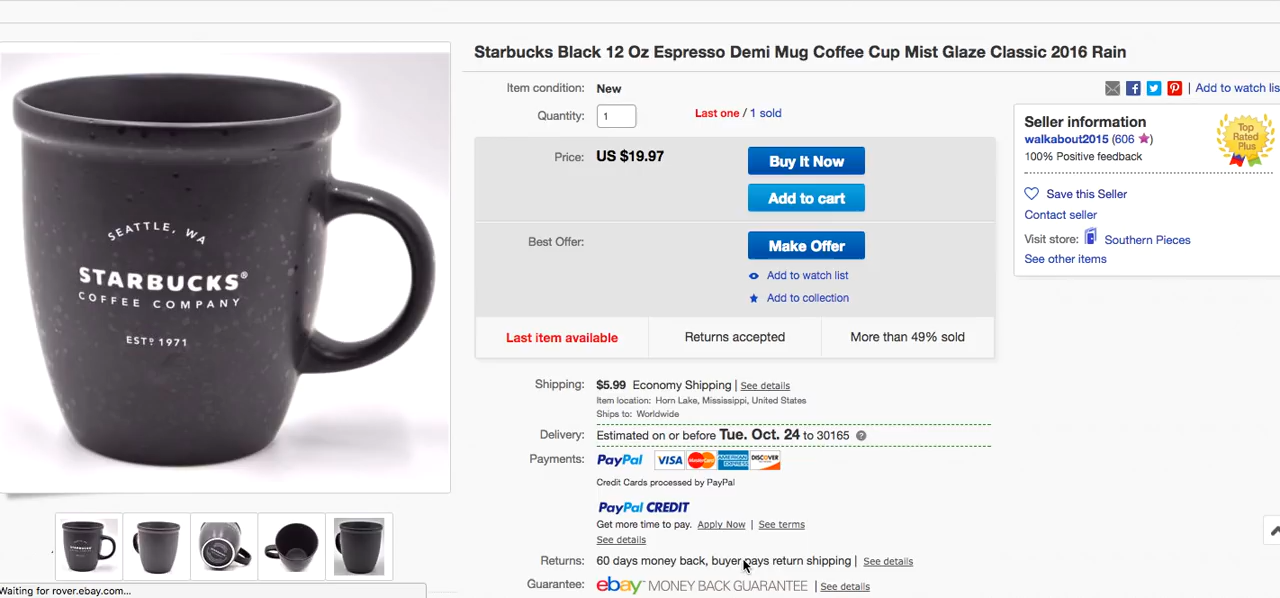 Starbucks Black 12 Oz Espresso Demi Mug Coffee Cup Mist Glaze Classic 2016 Rain
Item condition: New
Quantity: 1 Last one / 1 sold
Price: US $19.97
Buy It Now
Add to cart
Best Offer:
Make Offer
Add to watch list
Add to collection
Last item available Returns accepted More than 49% sold
Shipping: $5.99 Economy Shipping | See details
Item location: Horn Lake, Mississippi, United States
Ships to: Worldwide
Delivery: Estimated on or before Tue. Oct. 24 to 30165 ?
Payments: PayPal VISA MasterCard AMERICAN EXPRESS DISCOVER
Credit Cards processed by PayPal
PayPal CREDIT
Get more time to pay. Apply Now | See terms
See details
Returns: 60 days money back, buyer pays return shipping | See details
Guarantee: ebay MONEY BACK GUARANTEE | See details
| Add to watch lis
Seller information
walkabout2015 (606 ★)
100% Positive feedback
Top
Rated
Plus
Save this Seller
Contact seller
Visit store: Southern Pieces
See other items
SEATTLE, WA
STARBUCKS®
COFFEE COMPANY
ESTD 1971
Waiting for rover.ebay.com...